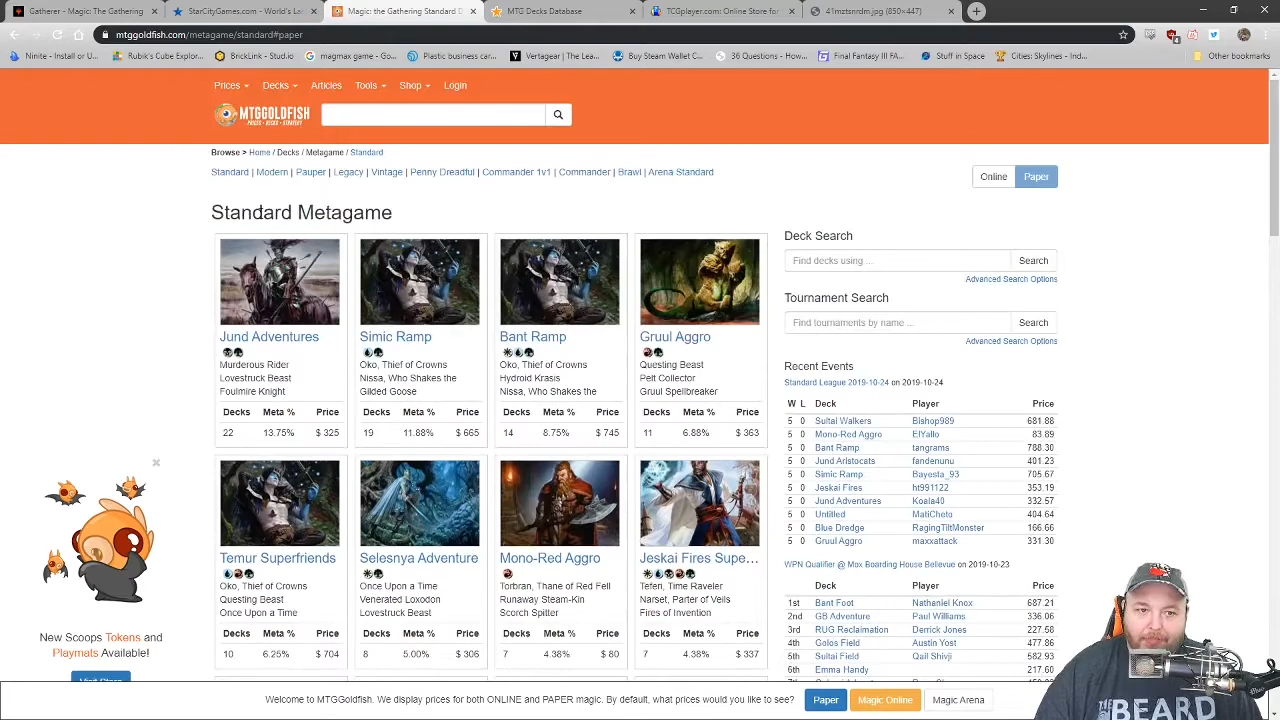 Gatherer - Magic: The Gathering
StarCityGames.com - World's La
Magic: the Gathering Standard D
MTG Decks Database
TCGplayer.com: Online Store for
41mztsnrdm.jpg (850×447)
mtggoldfish.com/metagame/standard#paper
Ninite - Install or U
Rubik's Cube Explor
BrickLink - Studio
magmax game - Go
Plastic business car
Vertagear | The Lea
Buy Steam Wallet C
36 Questions - How
Final Fantasy III FA
Stuff in Space
Cities: Skylines - Ind
Other bookmarks
Prices
Decks
Articles
Tools
Shop
Login
MTGGOLDFISH
PRICES • DECKS • STRATEGY
Browse > Home / Decks / Metagame / Standard
Standard | Modern | Pauper | Legacy | Vintage | Penny Dreadful | Commander 1v1 | Commander | Brawl | Arena Standard
Online
Paper
Standard Metagame
Jund Adventures
Murderous Rider
Lovestruck Beast
Foulmire Knight
Decks Meta % Price
22 13.75% $ 325
Simic Ramp
Oko, Thief of Crowns
Nissa, Who Shakes the
Gilded Goose
Decks Meta % Price
19 11.88% $ 665
Bant Ramp
Oko, Thief of Crowns
Hydroid Krasis
Nissa, Who Shakes the
Decks Meta % Price
14 8.75% $ 745
Gruul Aggro
Questing Beast
Pelt Collector
Gruul Spellbreaker
Decks Meta % Price
11 6.88% $ 363
Temur Superfriends
Oko, Thief of Crowns
Questing Beast
Once Upon a Time
Decks Meta % Price
6.25% $ 704
Selesnya Adventure
Once Upon a Time
Venerated Loxodon
Lovestruck Beast
Decks Meta % Price
8 5.00% $ 306
Mono-Red Aggro
Torbran, Thane of Red Fell
Runaway Steam-Kin
Scorch Spitter
Decks Meta % Price
7 4.38% $ 80
Jeskai Fires Supe…
Teferi, Time Raveler
Narset, Parter of Veils
Fires of Invention
Decks Meta % Price
7 4.38% $ 337
Deck Search
Find decks using ...
Search
Advanced Search Options
Tournament Search
Find tournaments by name ...
Search
Advanced Search Options
Recent Events
Standard League 2019-10-24 on 2019-10-24
W L Deck Player Price
5 0 Sultai Walkers Bishop989 681.88
5 0 Mono-Red Aggro ElYallo 83.89
5 0 Bant Ramp tangrams 788.30
5 0 Jund Aristocats fandenunu 401.23
5 0 Simic Ramp Bayesta_93 705.67
5 0 Jeskai Fires ht991122 353.19
5 0 Jund Adventures Koala40 332.57
5 0 Untitled MatiCheto 404.64
5 0 Blue Dredge RagingTiltMonster 166.66
5 0 Gruul Aggro maxxattack 331.30
WPN Qualifier @ Mox Boarding House Bellevue on 2019-10-23
Deck Player Price
1st Bant Foot Nathaniel Knox 687.21
2nd GB Adventure Paul Williams 336.06
3rd RUG Reclaimation Derrick Jones 227.58
4th Golos Field Austin Yost 477.86
5th Sultai Field Qail Shivji 582.93
6th Emma Handy 217.60
New Scoops Tokens and
Playmats Available!
Visit Store
Welcome to MTGGoldfish. We display prices for both ONLINE and PAPER magic. By default, what prices would you like to see?
Paper
Magic Online
Magic Arena
THE
BEARD